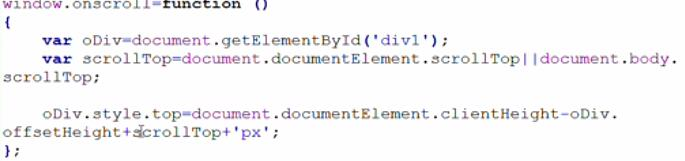 window.onscroll=function ()
{
    var oDiv=document.getElementById('div1');
    var scrollTop=document.documentElement.scrollTop||document.body.
scrollTop;
    oDiv.style.top=document.documentElement.clientHeight-oDiv.
offsetHeight+scrollTop+'px';
};